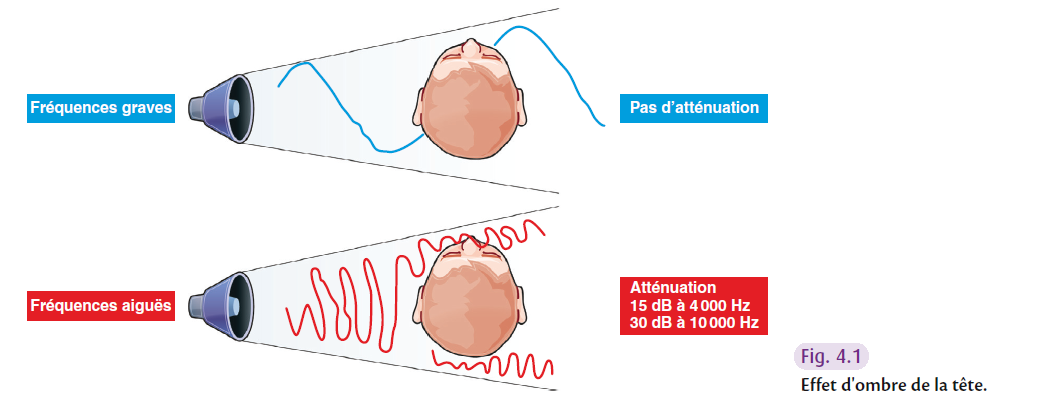 Fréquences graves
Pas d'atténuation
Fréquences aiguës
Atténuation
15 dB à 4 000 Hz
30 dB à 10 000 Hz
Fig. 4.1
Effet d'ombre de la tête.